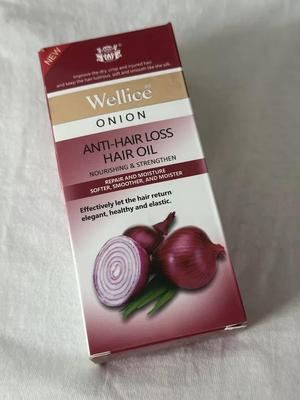 NEW
Improve the dry, crisp and injured hair
and keep the hair lustrous, soft and smooth like the silk.
Wellice
ONION
ANTI-HAIR LOSS
HAIR OIL
NOURISHING & STRENGTHEN
REPAIR AND MOISTURE
SOFTER, SMOOTHER, AND MOISTER
Effectively let the hair return
elegant, healthy and elastic.